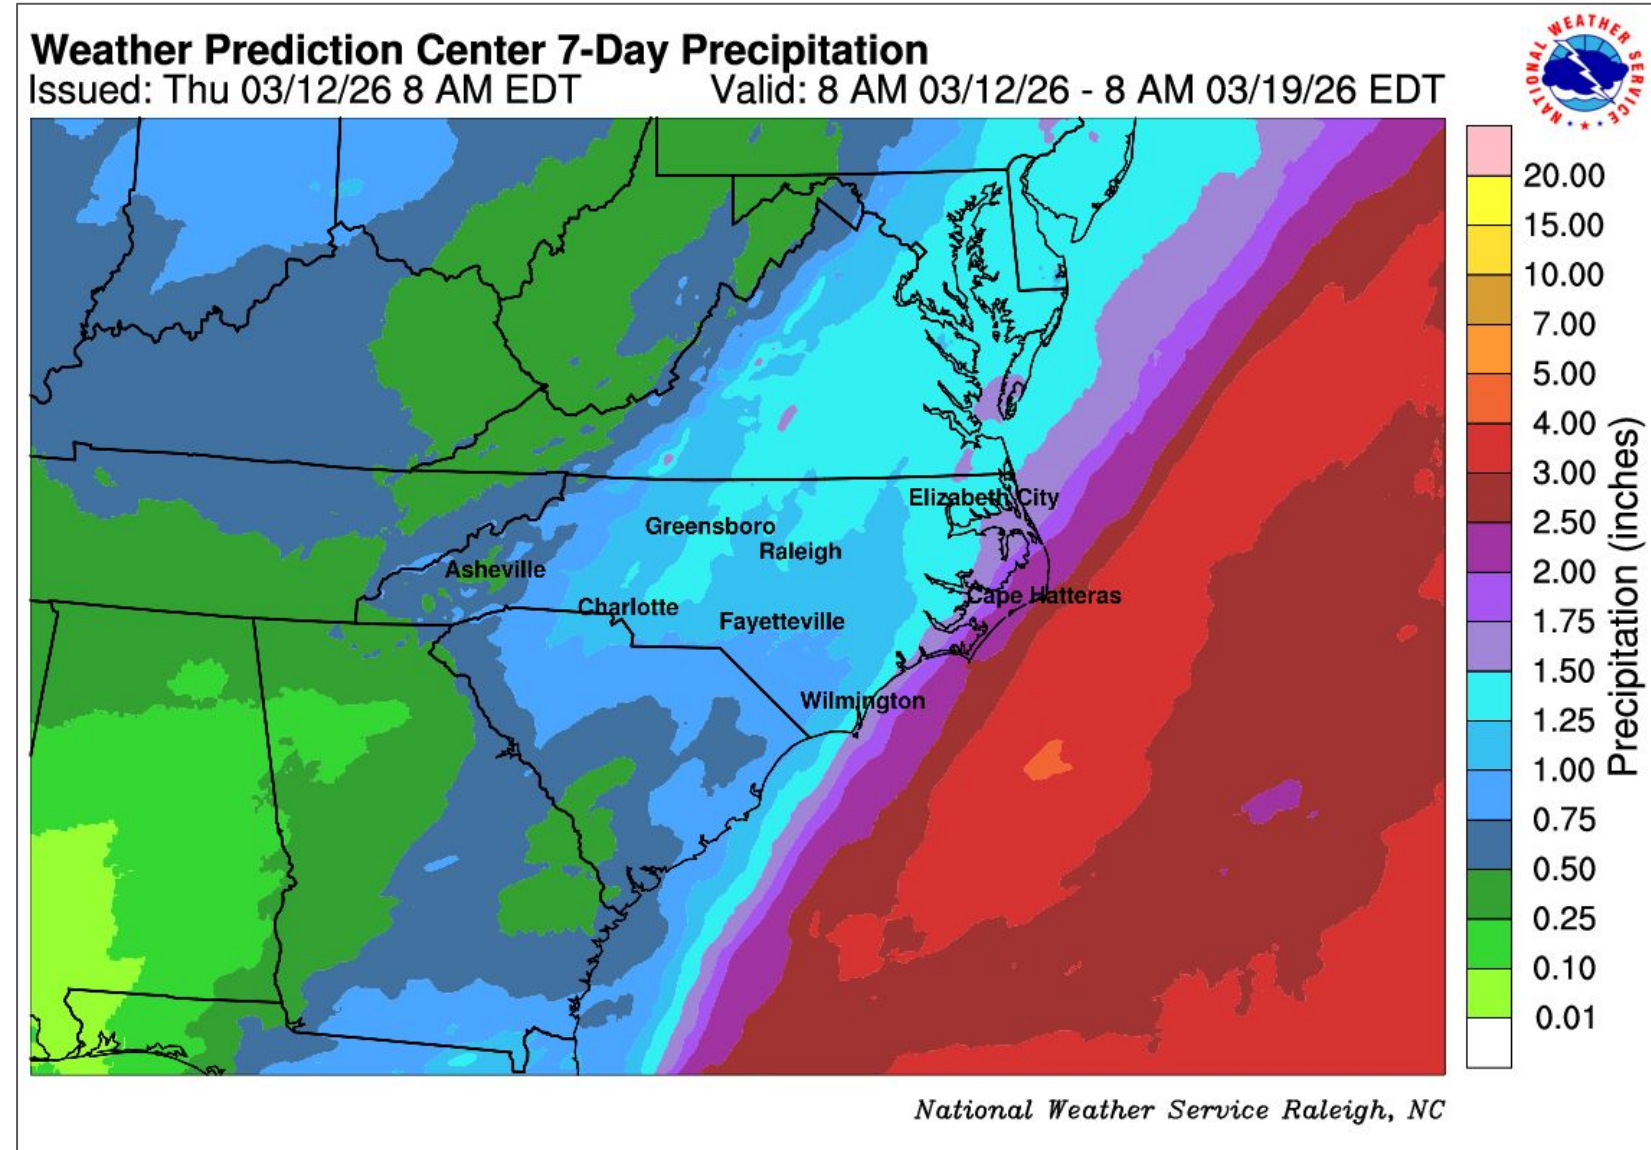 Weather Prediction Center 7-Day Precipitation
Issued: Thu 03/12/26 8 AM EDT Valid: 8 AM 03/12/26 - 8 AM 03/19/26 EDT
NATIONAL WEATHER SERVICE
20.00
15.00
10.00
7.00
5.00
4.00
3.00
2.50
2.00
1.75
1.50
1.25
1.00
0.75
0.50
0.25
0.10
0.01
Precipitation (inches)
Elizabeth City
Greensboro
Raleigh
Asheville
Cape Hatteras
Charlotte
Fayetteville
Wilmington
National Weather Service Raleigh, NC